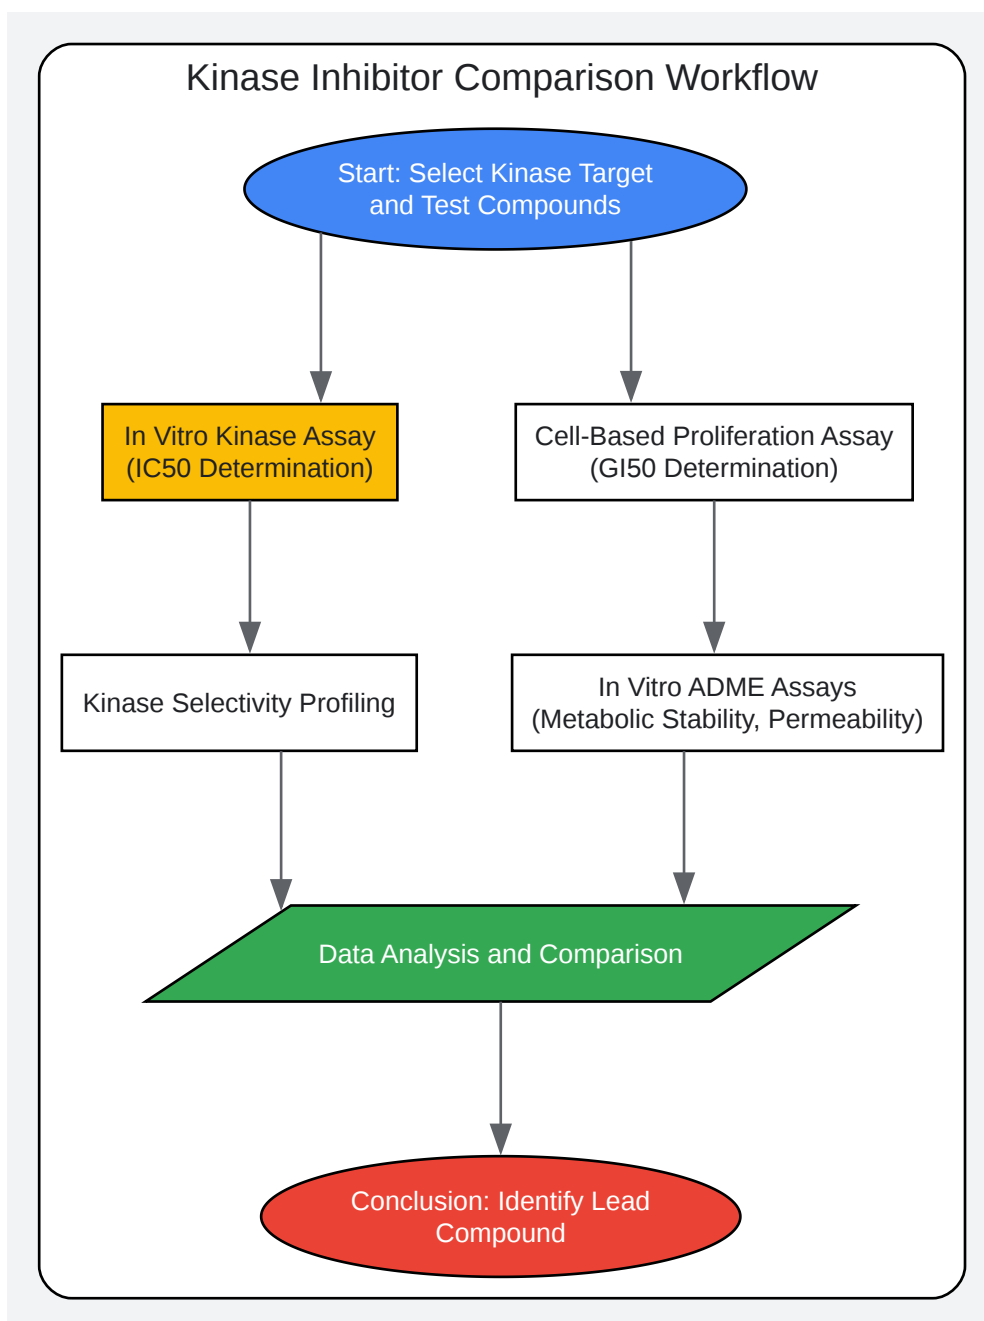 Kinase Inhibitor Comparison Workflow
Start: Select Kinase Target
and Test Compounds
In Vitro Kinase Assay
(IC50 Determination)
Cell-Based Proliferation Assay
(GI50 Determination)
Kinase Selectivity Profiling
In Vitro ADME Assays
(Metabolic Stability, Permeability)
Data Analysis and Comparison
Conclusion: Identify Lead
Compound